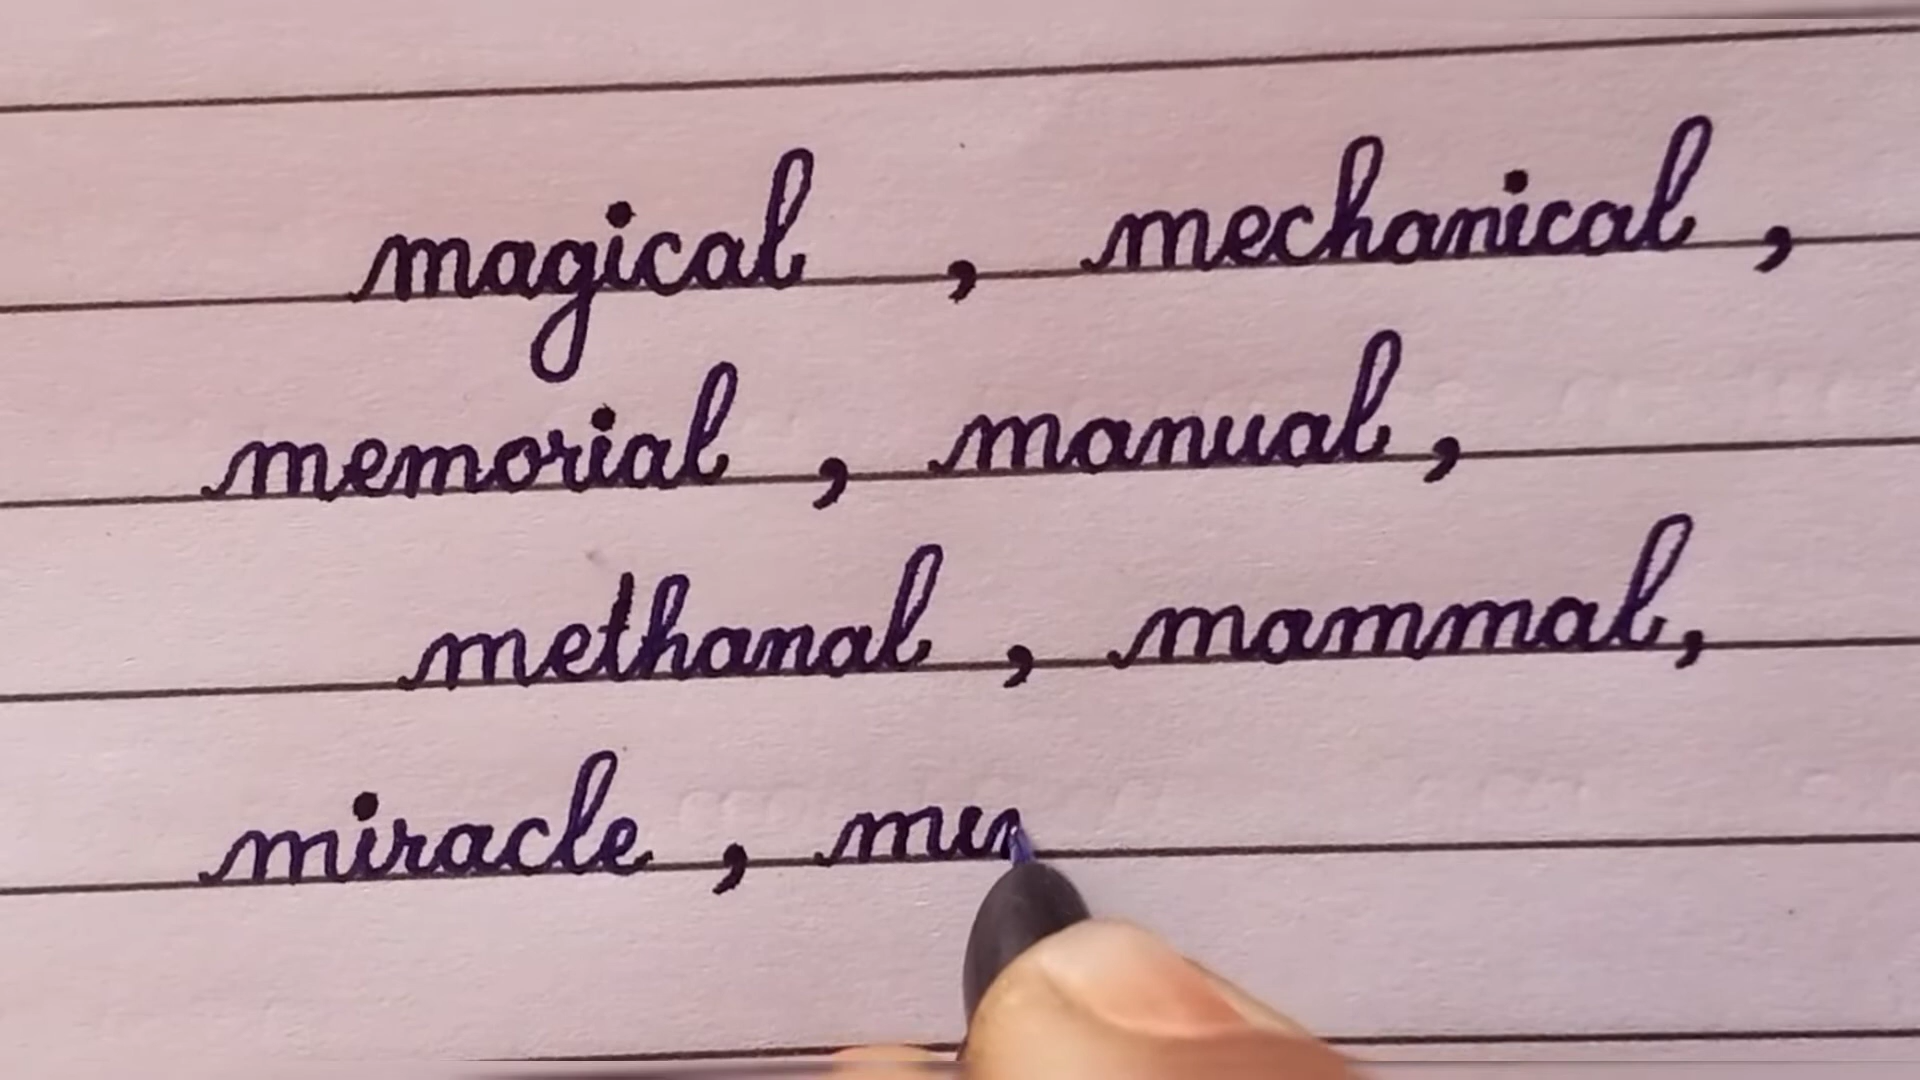 magical , mechanical ,
memorial , manual ,
methanal , mammal ,
miracle ,